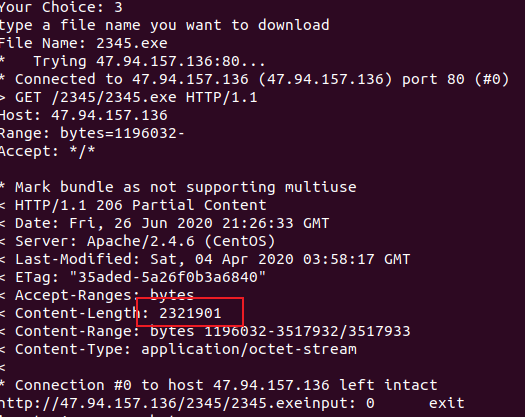 Your Choice: 3
type a file name you want to download
File Name: 2345.exe
*   Trying 47.94.157.136:80...
* Connected to 47.94.157.136 (47.94.157.136) port 80 (#0)
> GET /2345/2345.exe HTTP/1.1
Host: 47.94.157.136
Range: bytes=1196032-
Accept: */*

* Mark bundle as not supporting multiuse
< HTTP/1.1 206 Partial Content
< Date: Fri, 26 Jun 2020 21:26:33 GMT
< Server: Apache/2.4.6 (CentOS)
< Last-Modified: Sat, 04 Apr 2020 03:58:17 GMT
< ETag: "35aded-5a26f0b3a6840"
< Accept-Ranges: bytes
< Content-Length: 2321901
< Content-Range: bytes 1196032-3517932/3517933
< Content-Type: application/octet-stream
<
* Connection #0 to host 47.94.157.136 left intact
http://47.94.157.136/2345/2345.exeinput: 0      exit